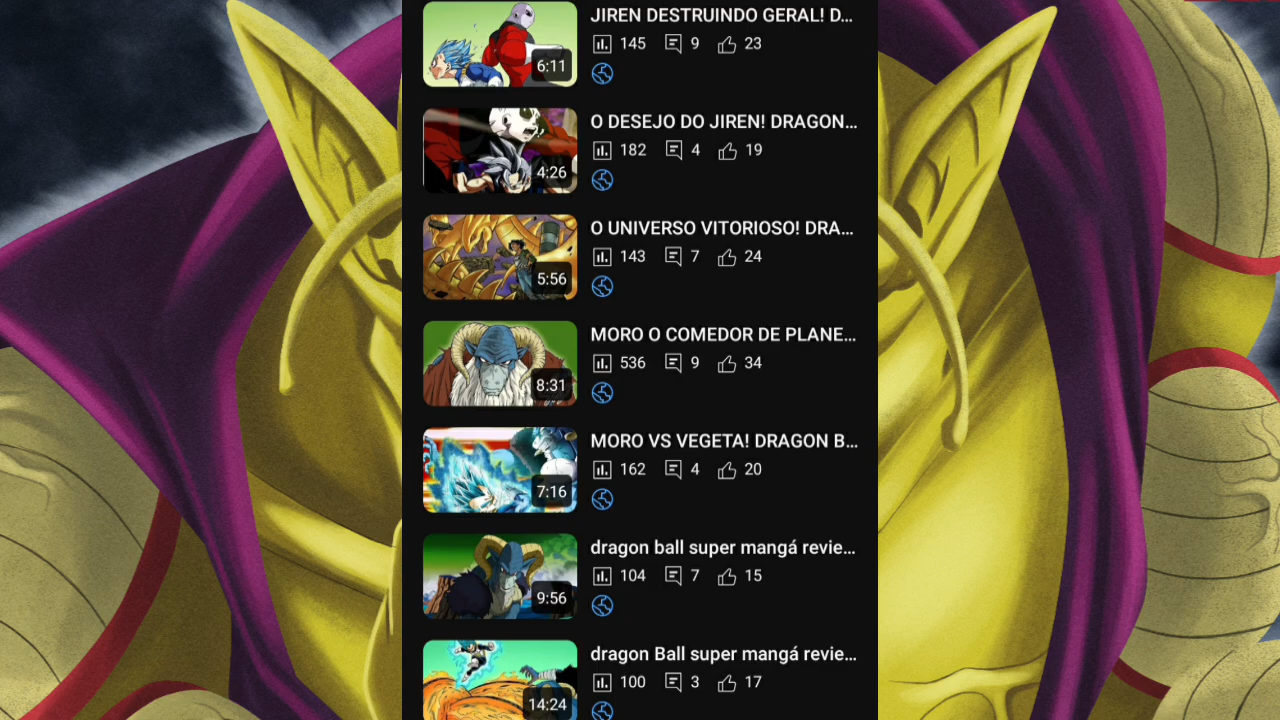 JIREN DESTRUINDO GERAL! D...
145 9 23
6:11
O DESEJO DO JIREN! DRAGON...
182 4 19
4:26
O UNIVERSO VITORIOSO! DRA...
143 7 24
5:56
MORO O COMEDOR DE PLANE...
536 9 34
8:31
MORO VS VEGETA! DRAGON B...
162 4 20
7:16
dragon ball super mangá revie...
104 7 15
9:56
dragon Ball super mangá revie...
100 3 17
14:24